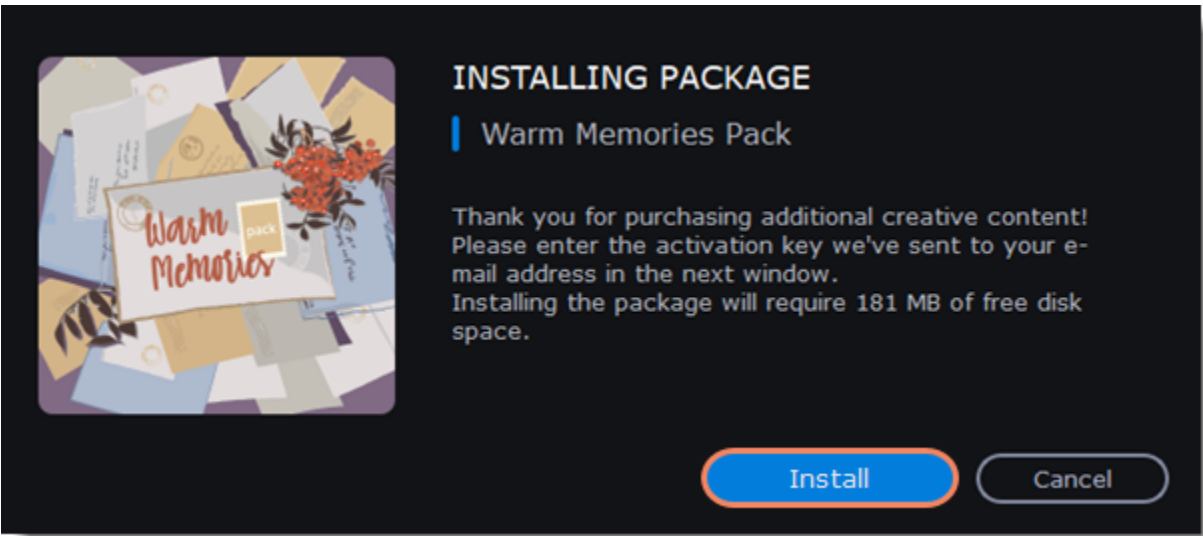 INSTALLING PACKAGE
Warm Memories Pack
Thank you for purchasing additional creative content!
Please enter the activation key we've sent to your e-
mail address in the next window.
Installing the package will require 181 MB of free disk
space.
Warm
pack
Memories
Install
Cancel